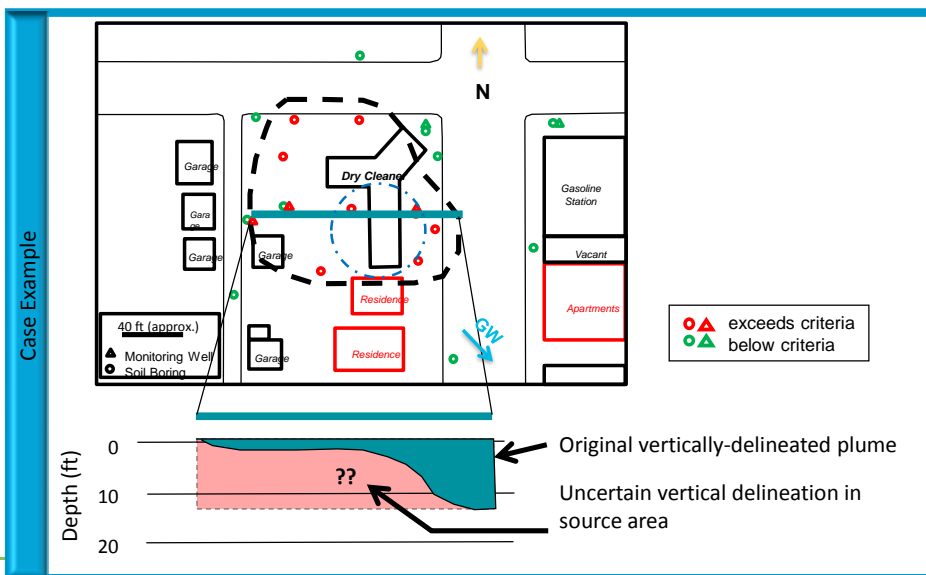 Case Example
N
Garage
Dry Cleaner
Gasoline
Station
Gara
ge
Garage
Garage
Vacant
Residence
Apartments
40 ft (approx.)
GW
Monitoring Well
Soil Boring
Garage
Residence
exceeds criteria
below criteria
Depth (ft)
0
10
20
??
Original vertically-delineated plume
Uncertain vertical delineation in
source area